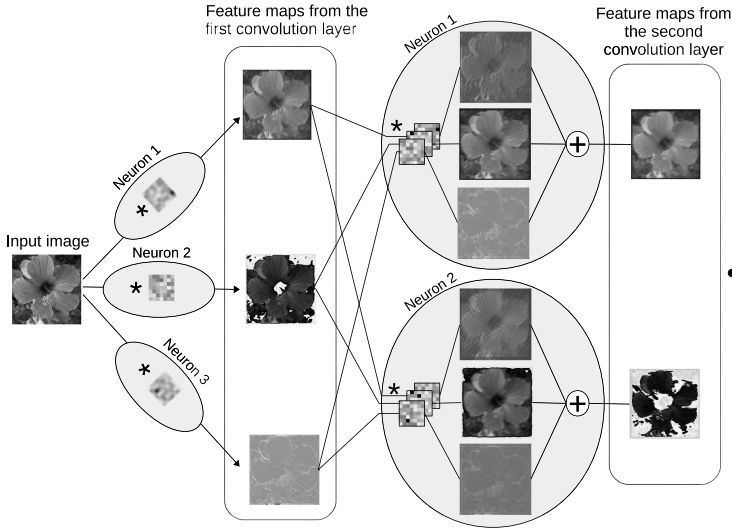 Feature maps from the
first convolution layer
Neuron 1
Feature maps from
the second
convolution layer
*
Neuron 1
*
+
Input image
Neuron 2
*
Neuron 2
Neuron 3
*
*
+